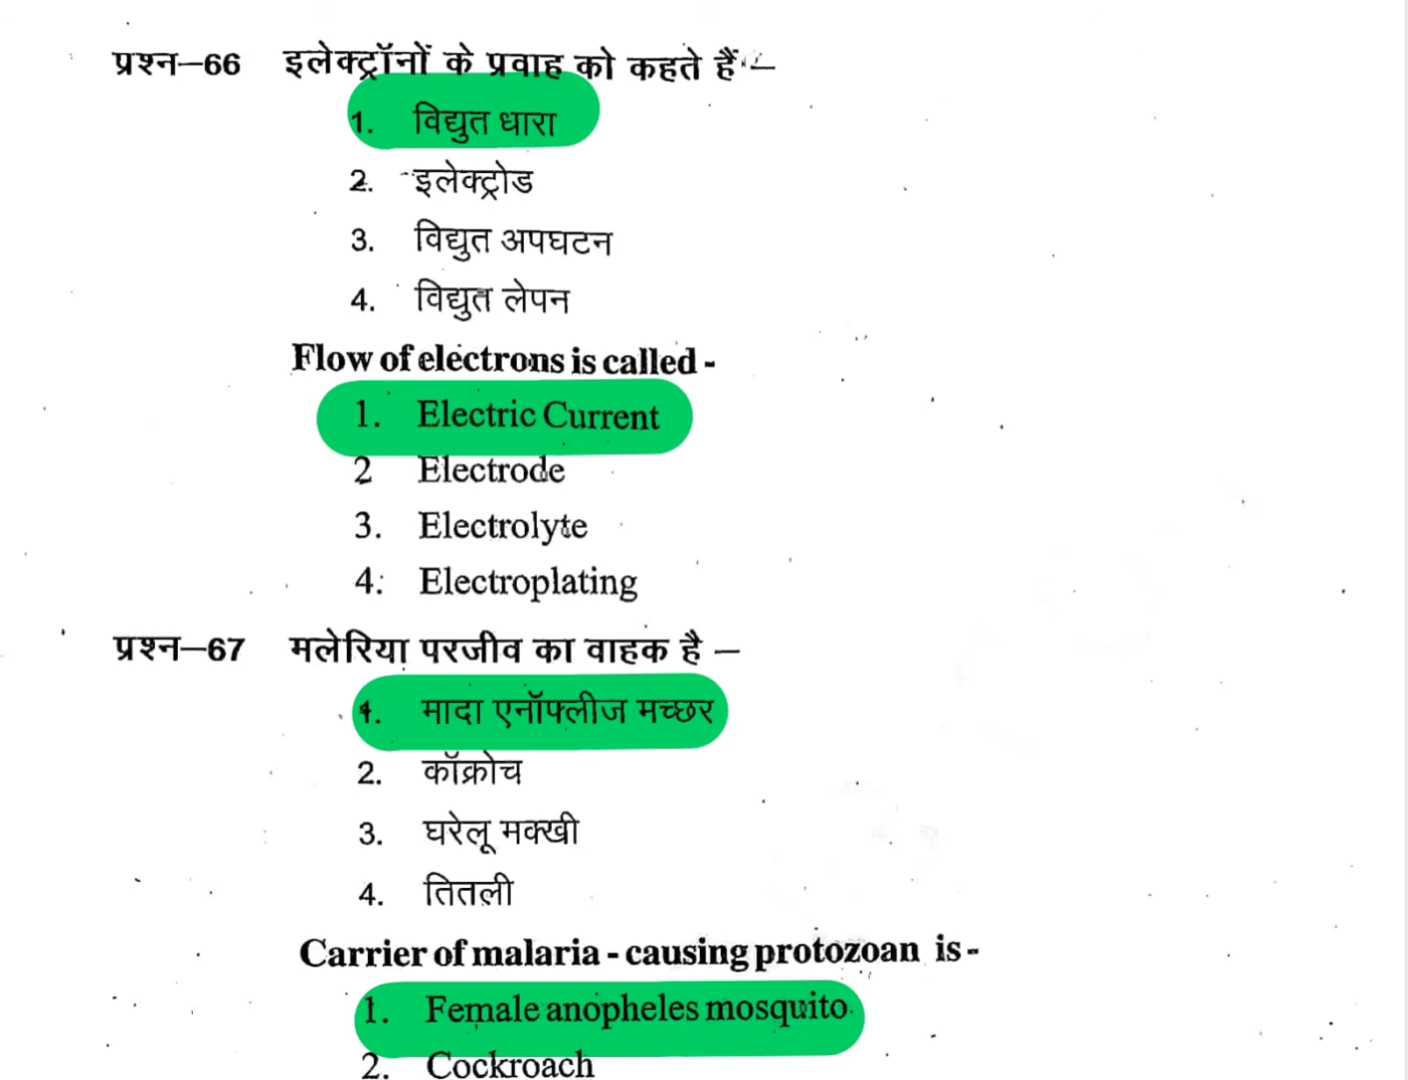 प्रश्न–66 इलेक्ट्रॉनों के प्रवाह को कहते हैं –
1. विद्युत धारा
2. इलेक्ट्रोड
3. विद्युत अपघटन
4. विद्युत लेपन
Flow of electrons is called -
1. Electric Current
2 Electrode
3. Electrolyte
4. Electroplating
प्रश्न–67 मलेरिया परजीव का वाहक है –
1. मादा एनॉफ्लीज मच्छर
2. कॉक्रोच
3. घरेलू मक्खी
4. तितली
Carrier of malaria - causing protozoan is -
1. Female anopheles mosquito
2. Cockroach